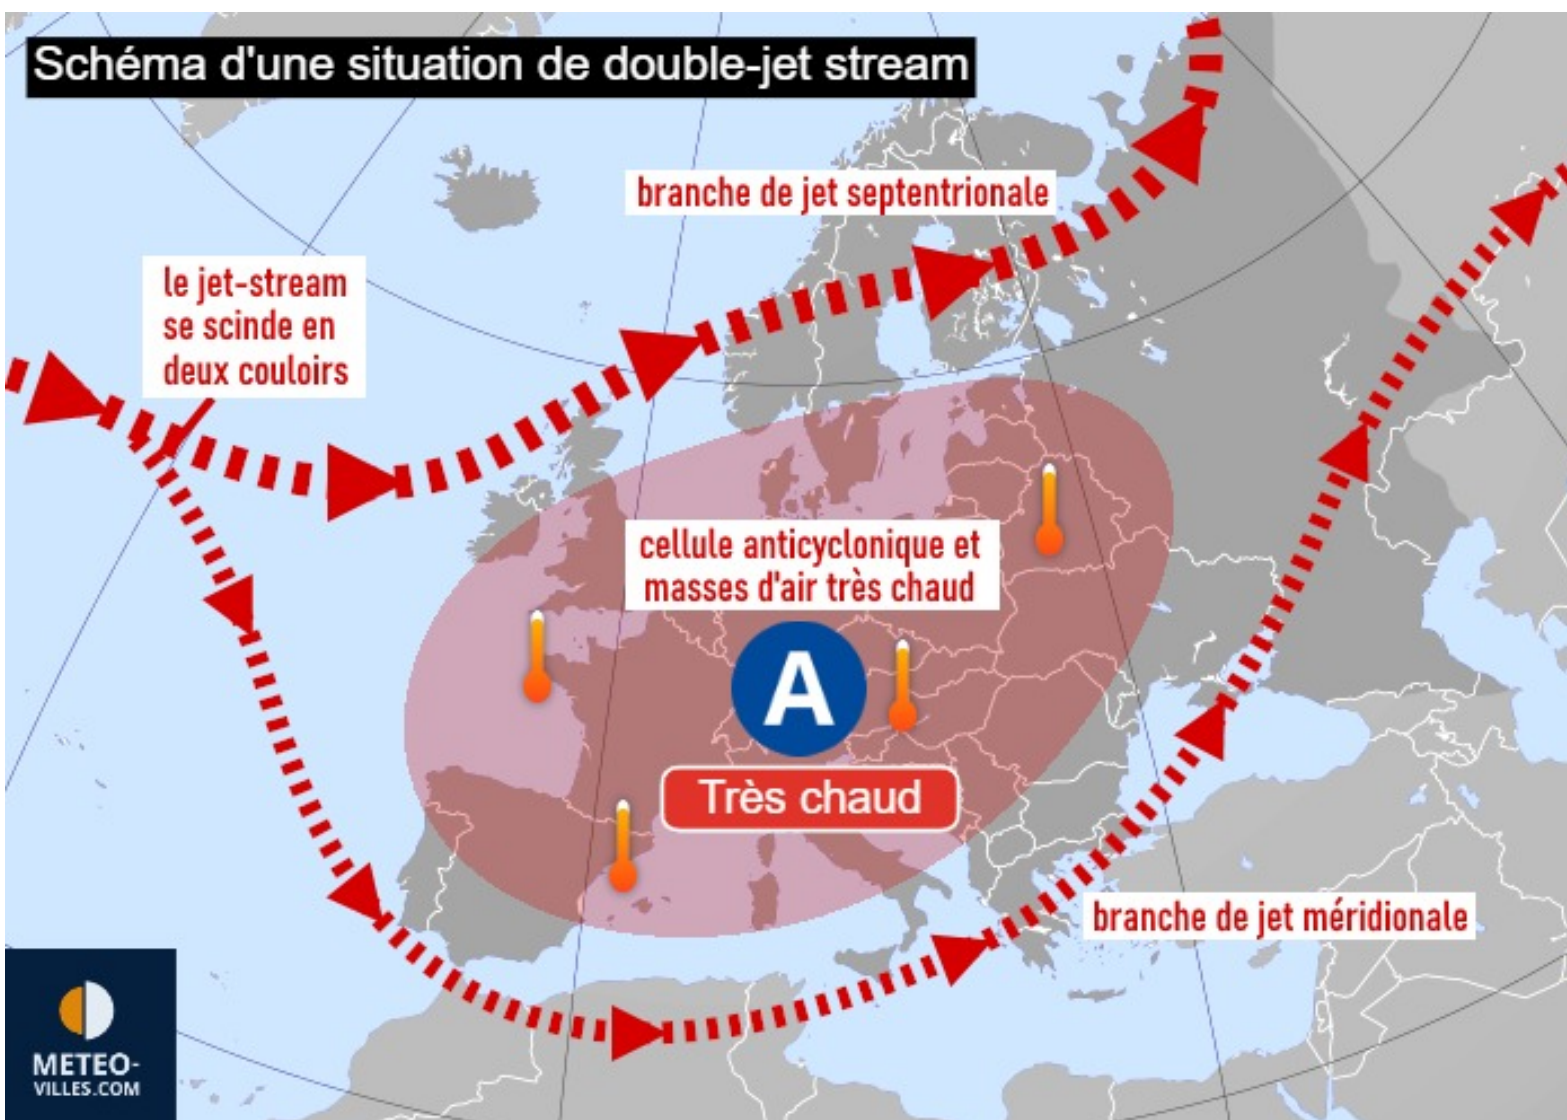 Schéma d'une situation de double-jet stream
branche de jet septentrionale
le jet-stream
se scinde en
deux couloirs
cellule anticyclonique et
masses d'air très chaud
A
Très chaud
branche de jet méridionale
METEO-
VILLES.COM